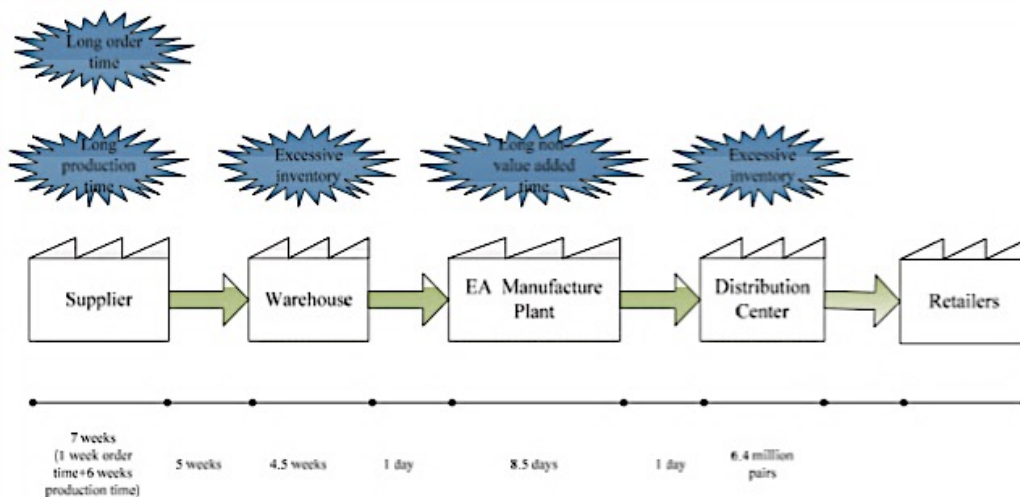 Long order
time
Long
production
time
Excessive
inventory
Long non-
value added
time
Excessive
inventory
Supplier
Warehouse
EA Manufacture
Plant
Distribution
Center
Retailers
7 weeks
(1 week order
time+6 weeks
production time)
5 weeks
4.5 weeks
1 day
8.5 days
1 day
6.4 million
pairs